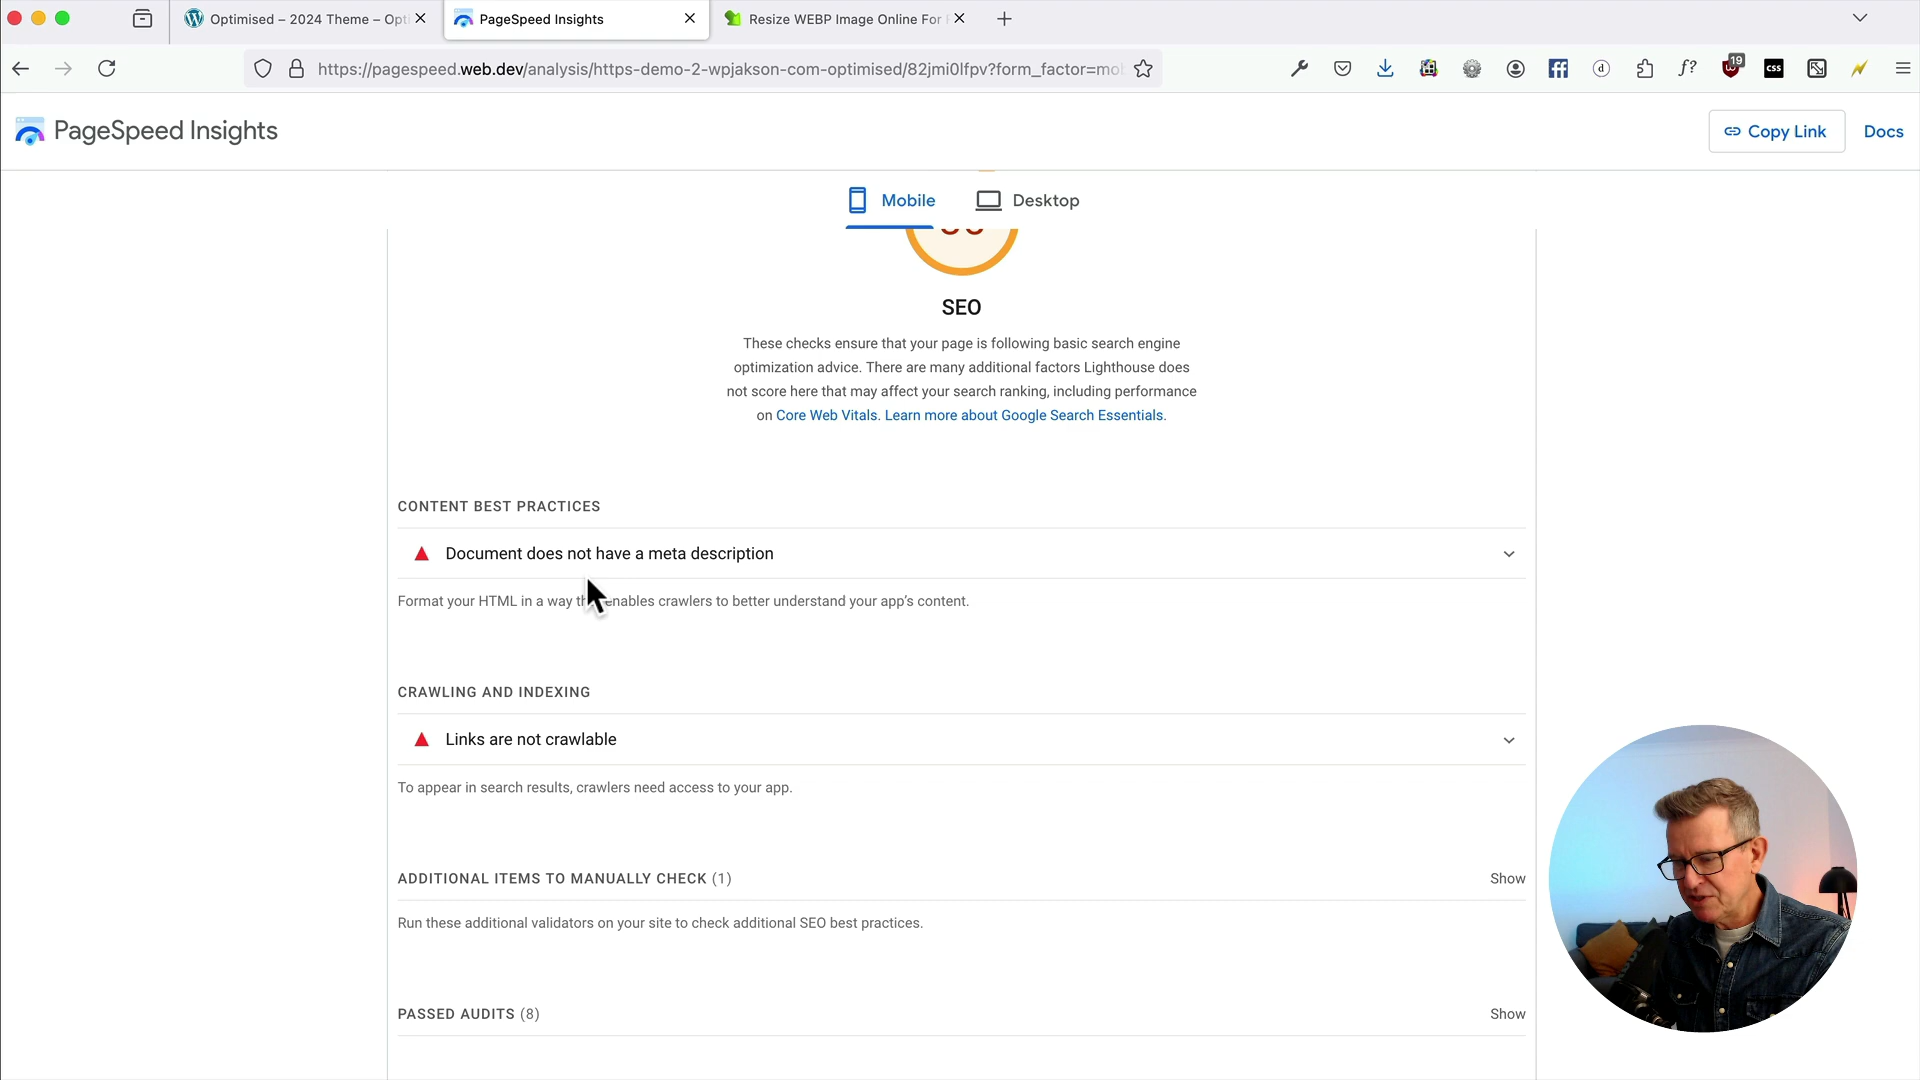 Optimised – 2024 Theme – Opti
PageSpeed Insights
Resize WEBP Image Online For
https://pagespeed.web.dev/analysis/https-demo-2-wpjakson-com-optimised/82jmi0lfpv?form_factor=mo
19
css
PageSpeed Insights
Copy Link
Docs
Mobile
Desktop
SEO
These checks ensure that your page is following basic search engine
optimization advice. There are many additional factors Lighthouse does
not score here that may affect your search ranking, including performance
on Core Web Vitals. Learn more about Google Search Essentials.
CONTENT BEST PRACTICES
Document does not have a meta description
Format your HTML in a way enables crawlers to better understand your app’s content.
CRAWLING AND INDEXING
Links are not crawlable
To appear in search results, crawlers need access to your app.
ADDITIONAL ITEMS TO MANUALLY CHECK (1)
Show
Run these additional validators on your site to check additional SEO best practices.
PASSED AUDITS (8)
Show